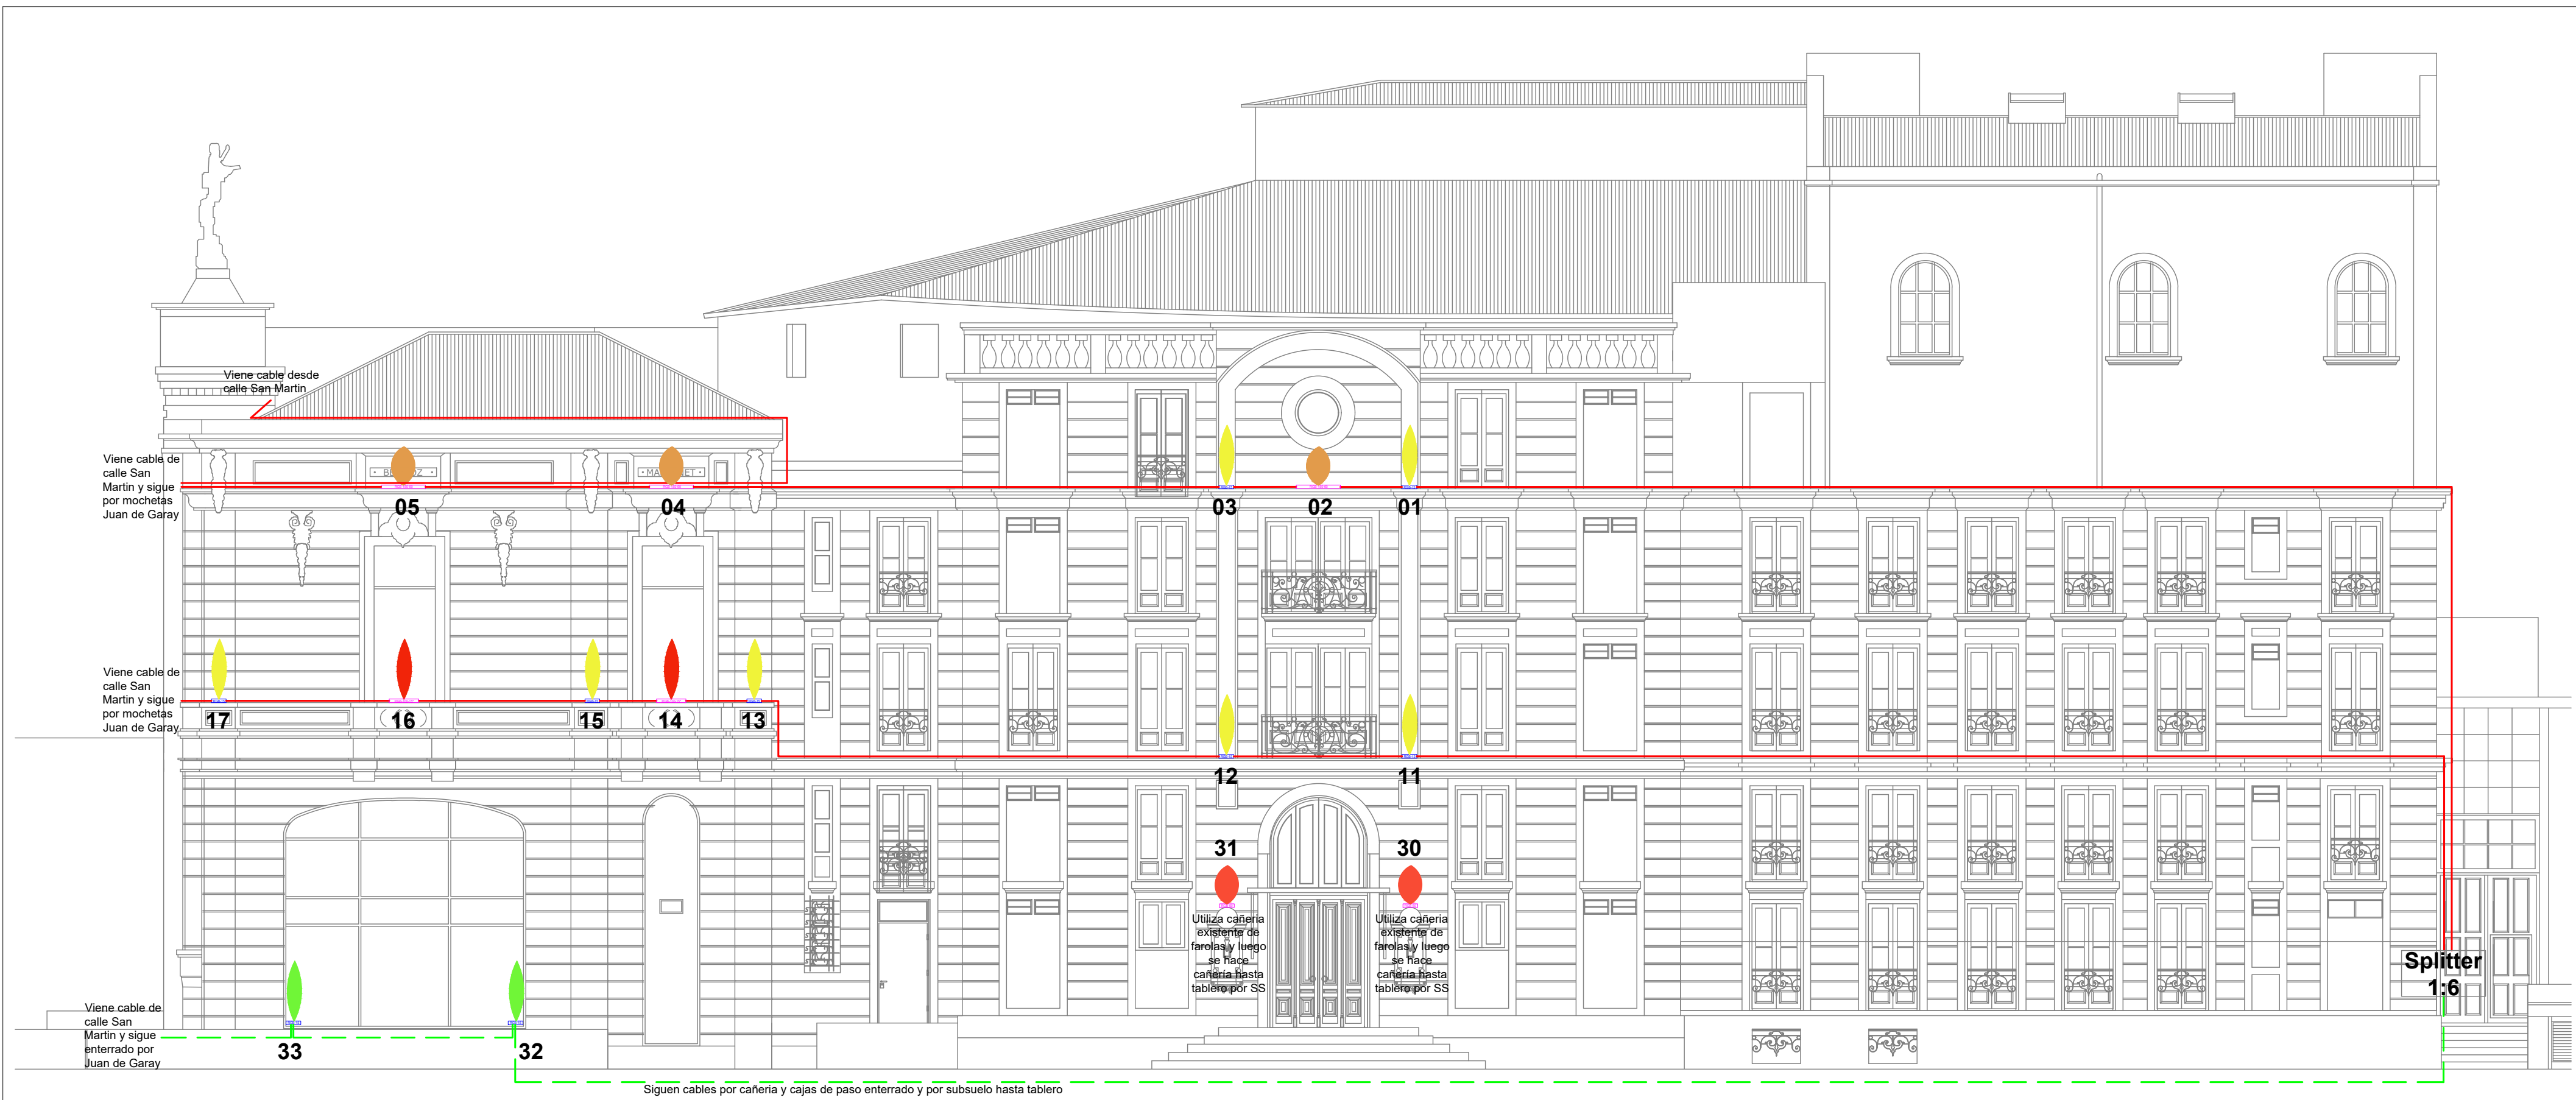 Viene cable desde
calle San Martin
Viene cable de
calle San
Martin y sigue
por mochetas
Juan de Garay
05
04
03
02
01
Viene cable de
calle San
Martin y sigue
por mochetas
Juan de Garay
17
16
15
14
13
12
11
31
30
Utiliza cañeria
existente de
farolas y luego
se hace
cañería hasta
tablero por SS
Utiliza cañeria
existente de
farolas y luego
se hace
cañería hasta
tablero por SS
Splitter
1:6
Viene cable de
calle San
Martin y sigue
enterrado por
Juan de Garay
33
32
Siguen cables por cañeria y cajas de paso enterrado y por subsuelo hasta tablero